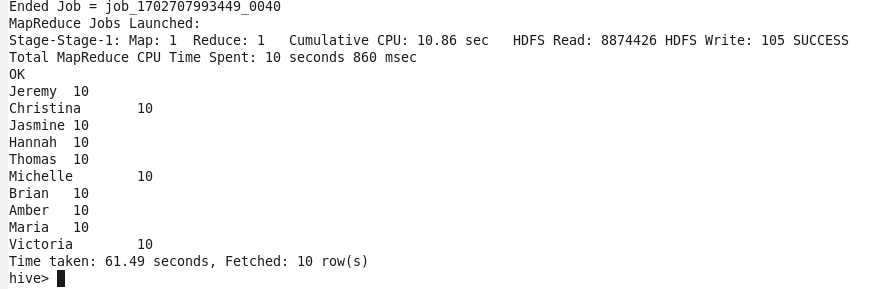 Ended Job = job_1702707993449_0040
MapReduce Jobs Launched:
Stage-Stage-1: Map: 1  Reduce: 1   Cumulative CPU: 10.86 sec   HDFS Read: 8874426 HDFS Write: 105 SUCCESS
Total MapReduce CPU Time Spent: 10 seconds 860 msec
OK
Jeremy  10
Christina       10
Jasmine 10
Hannah  10
Thomas  10
Michelle        10
Brian   10
Amber   10
Maria   10
Victoria        10
Time taken: 61.49 seconds, Fetched: 10 row(s)
hive>